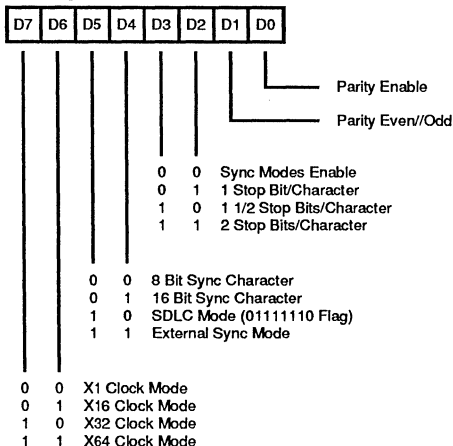 D7 D6 D5 D4 D3 D2 D1 D0
Parity Enable
Parity Even//Odd
0 0 Sync Modes Enable
0 1 1 Stop Bit/Character
1 0 1 1/2 Stop Bits/Character
1 1 2 Stop Bits/Character
0 0 8 Bit Sync Character
0 1 16 Bit Sync Character
1 0 SDLC Mode (01111110 Flag)
1 1 External Sync Mode
0 0 X1 Clock Mode
0 1 X16 Clock Mode
1 0 X32 Clock Mode
1 1 X64 Clock Mode